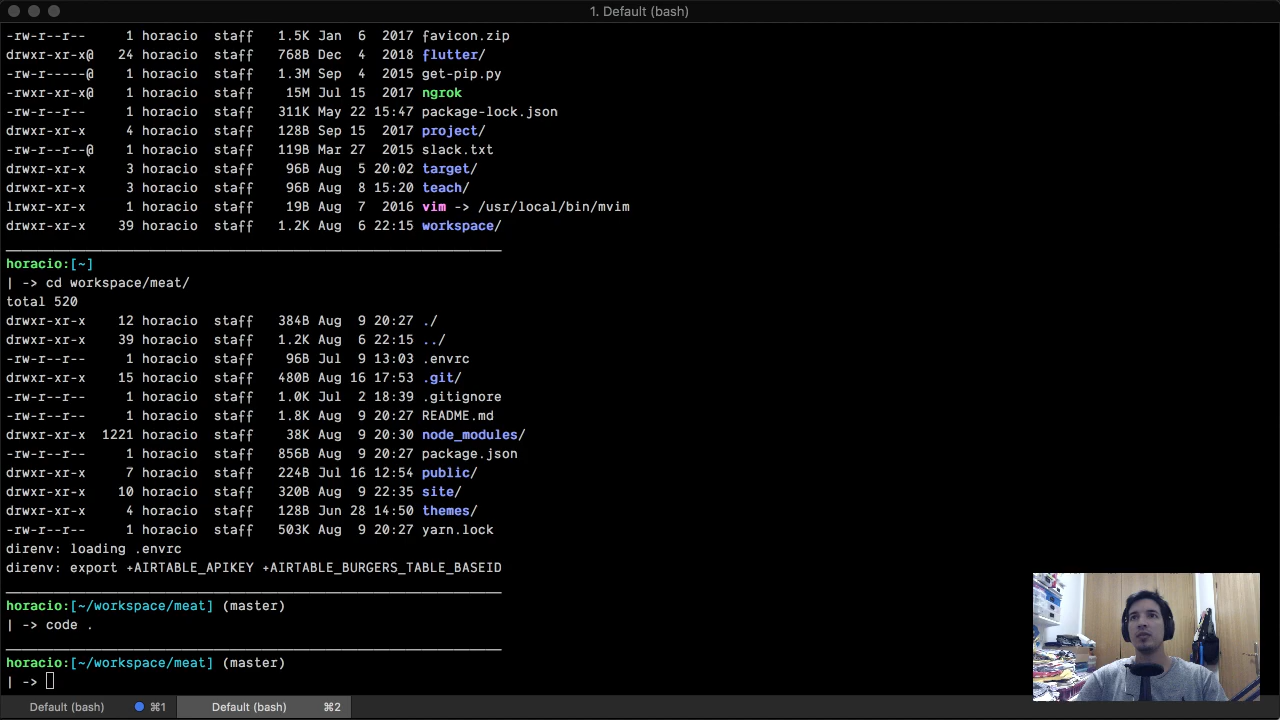 1. Default (bash)
-rw-r--r--     1 horacio  staff   1.5K Jan  6  2017 favicon.zip
drwxr-xr-x@   24 horacio  staff   768B Dec  4  2018 flutter/
-rw-r-----@    1 horacio  staff   1.3M Sep  4  2015 get-pip.py
-rwxr-xr-x@    1 horacio  staff    15M Jul 15  2017 ngrok
-rw-r--r--     1 horacio  staff   311K May 22 15:47 package-lock.json
drwxr-xr-x     4 horacio  staff   128B Sep 15  2017 project/
-rw-r--r--@    1 horacio  staff   119B Mar 27  2015 slack.txt
drwxr-xr-x     3 horacio  staff    96B Aug  5 20:02 target/
drwxr-xr-x     3 horacio  staff    96B Aug  8 15:20 teach/
lrwxr-xr-x     1 horacio  staff    19B Aug  7  2016 vim -> /usr/local/bin/mvim
drwxr-xr-x    39 horacio  staff   1.2K Aug  6 22:15 workspace/
horacio:[~]
| -> cd workspace/meat/
total 520
drwxr-xr-x    12 horacio  staff   384B Aug  9 20:27 ./
drwxr-xr-x    39 horacio  staff   1.2K Aug  6 22:15 ../
-rw-r--r--     1 horacio  staff    96B Jul  9 13:03 .envrc
drwxr-xr-x    15 horacio  staff   480B Aug 16 17:53 .git/
-rw-r--r--     1 horacio  staff   1.0K Jul  2 18:39 .gitignore
-rw-r--r--     1 horacio  staff   1.8K Aug  9 20:27 README.md
drwxr-xr-x  1221 horacio  staff    38K Aug  9 20:30 node_modules/
-rw-r--r--     1 horacio  staff   856B Aug  9 20:27 package.json
drwxr-xr-x     7 horacio  staff   224B Jul 16 12:54 public/
drwxr-xr-x    10 horacio  staff   320B Aug  9 22:35 site/
drwxr-xr-x     4 horacio  staff   128B Jun 28 14:50 themes/
-rw-r--r--     1 horacio  staff   503K Aug  9 20:27 yarn.lock
direnv: loading .envrc
direnv: export +AIRTABLE_APIKEY +AIRTABLE_BURGERS_TABLE_BASEID
horacio:[~/workspace/meat] (master)
| -> code .
horacio:[~/workspace/meat] (master)
| ->
Default (bash) ⌘1 Default (bash) ⌘2